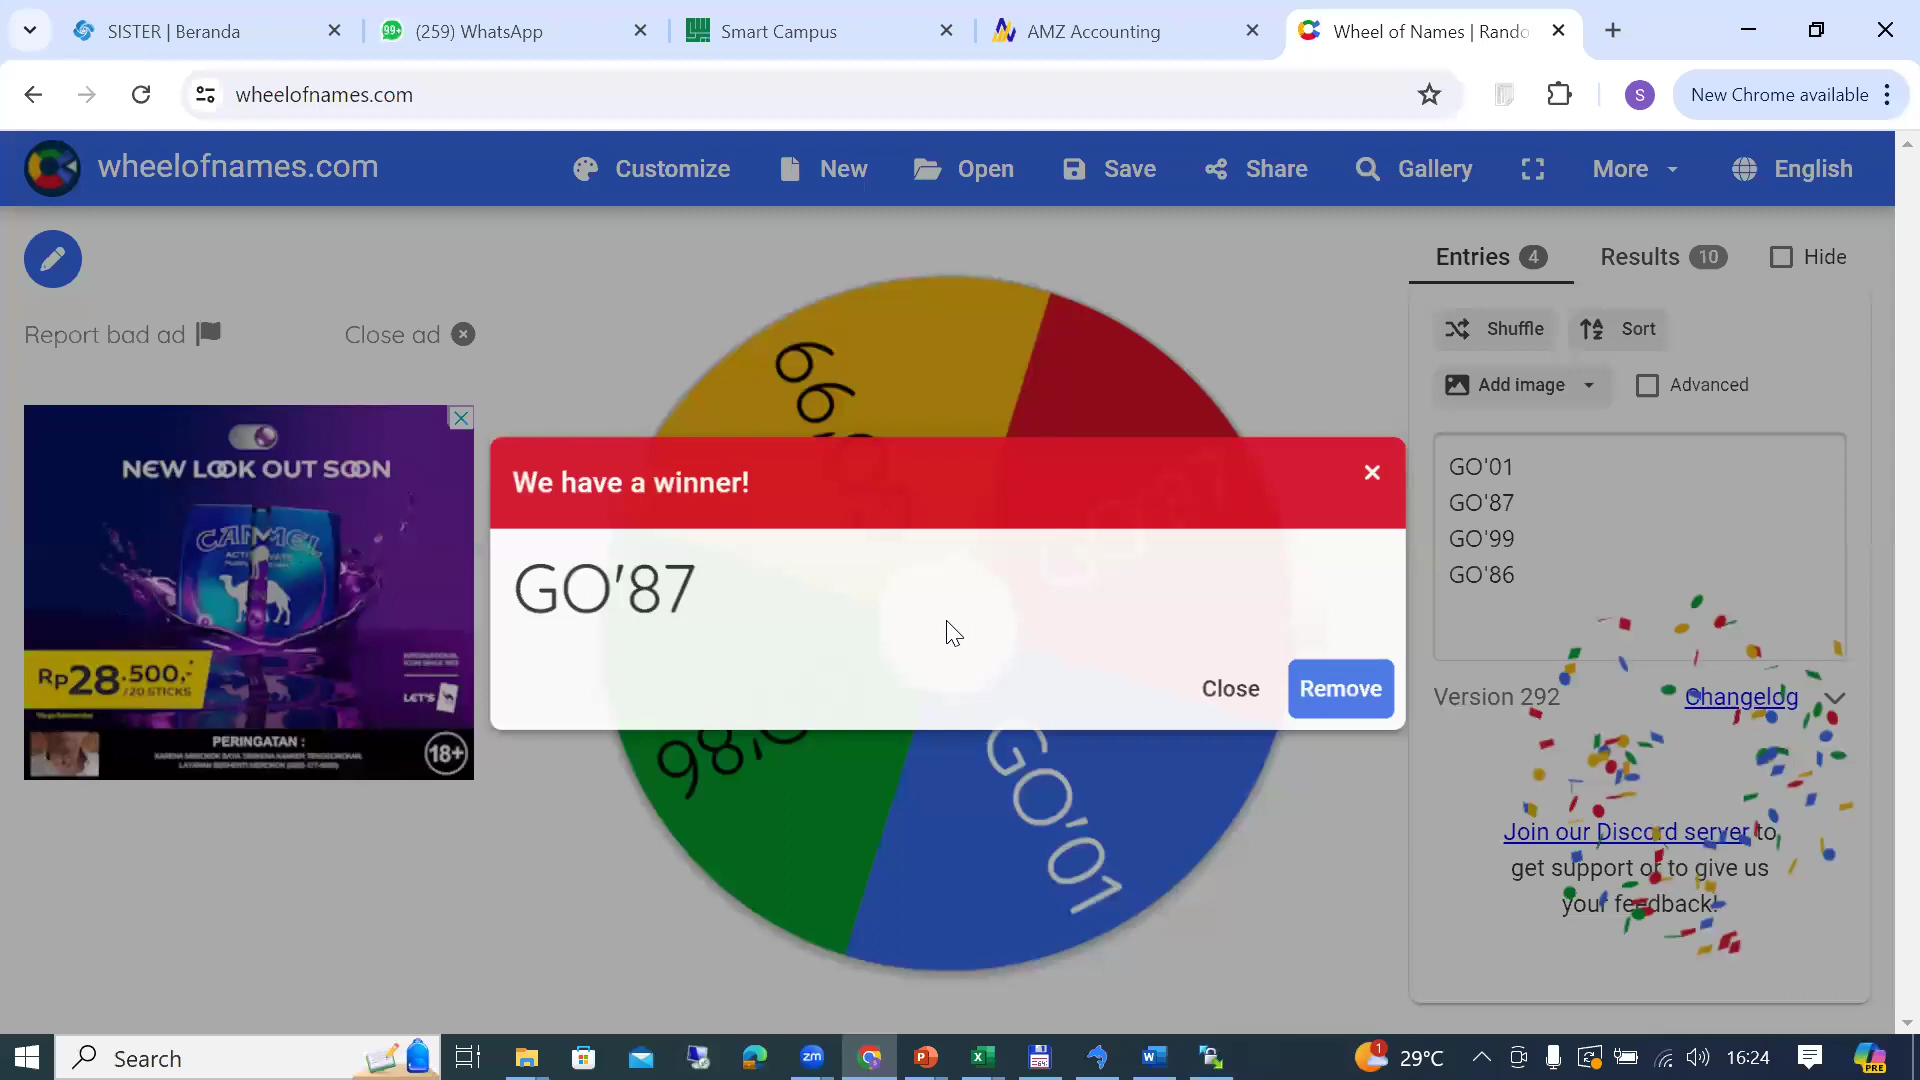 SISTER | Beranda
(259) WhatsApp
Smart Campus
AMZ Accounting
Wheel of Names | Rando
wheelofnames.com
S
New Chrome available
wheelofnames.com
Customize
New
Open
Save
Share
Gallery
More
English
Entries 4
Results 10
Hide
Report bad ad
Close ad
Shuffle
Sort
Add image
Advanced
NEW LOOK OUT SOON
CAMEL
Rp28.500,-
/20 STICKS
LET'S
PERINGATAN :
18+
We have a winner!
GO'87
Close
Remove
GO'01
GO'87
GO'99
GO'86
GO'01
Version 292
Changelog
Join our Discord server to
get support or to give us
your feedback!
Search
29°C
16:24